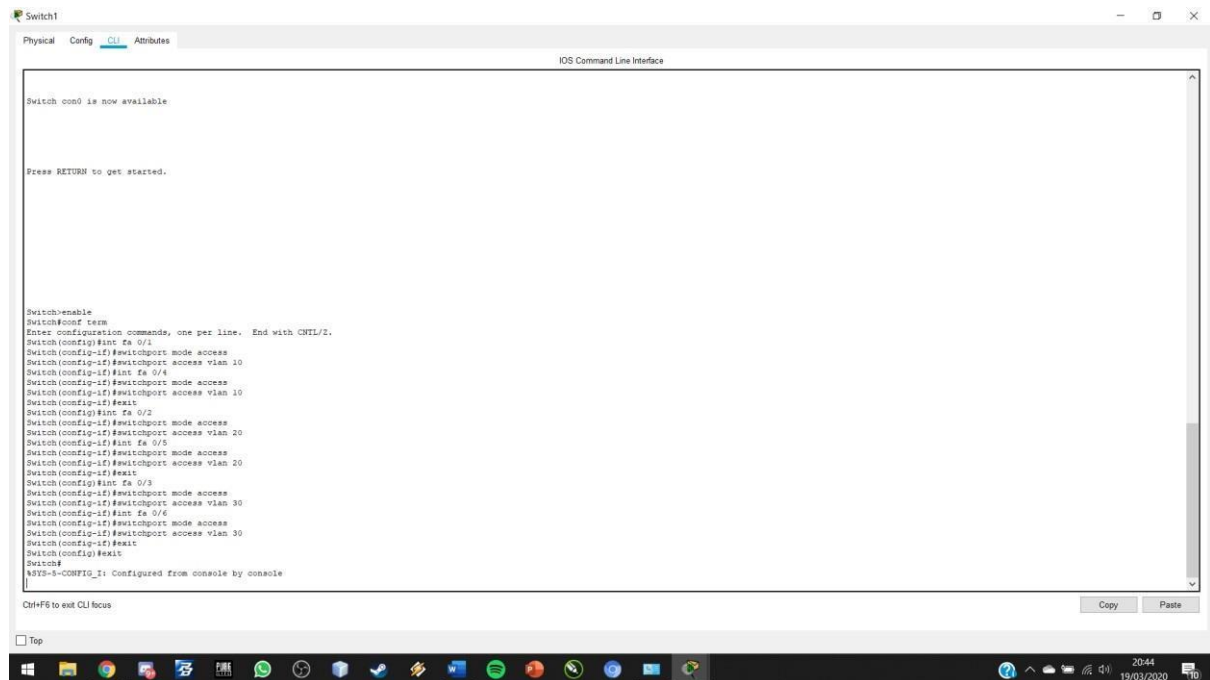 Switch1
Physical Config CLI Attributes
IOS Command Line Interface
Switch con0 is now available
Press RETURN to get started.
Switch>enable
Switch#conf term
Enter configuration commands, one per line. End with CNTL/Z.
Switch(config)#int fa 0/1
Switch(config-if)#switchport mode access
Switch(config-if)#switchport access vlan 10
Switch(config-if)#int fa 0/4
Switch(config-if)#switchport mode access
Switch(config-if)#switchport access vlan 10
Switch(config-if)#exit
Switch(config)#int fa 0/2
Switch(config-if)#switchport mode access
Switch(config-if)#switchport access vlan 20
Switch(config-if)#int fa 0/5
Switch(config-if)#switchport mode access
Switch(config-if)#switchport access vlan 20
Switch(config-if)#exit
Switch(config)#int fa 0/3
Switch(config-if)#switchport mode access
Switch(config-if)#switchport access vlan 30
Switch(config-if)#int fa 0/6
Switch(config-if)#switchport mode access
Switch(config-if)#switchport access vlan 30
Switch(config-if)#exit
Switch(config)#exit
Switch#
%SYS-5-CONFIG_I: Configured from console by console
Ctrl+F6 to exit CLI focus
Copy Paste
Top
20:44
19/03/2020